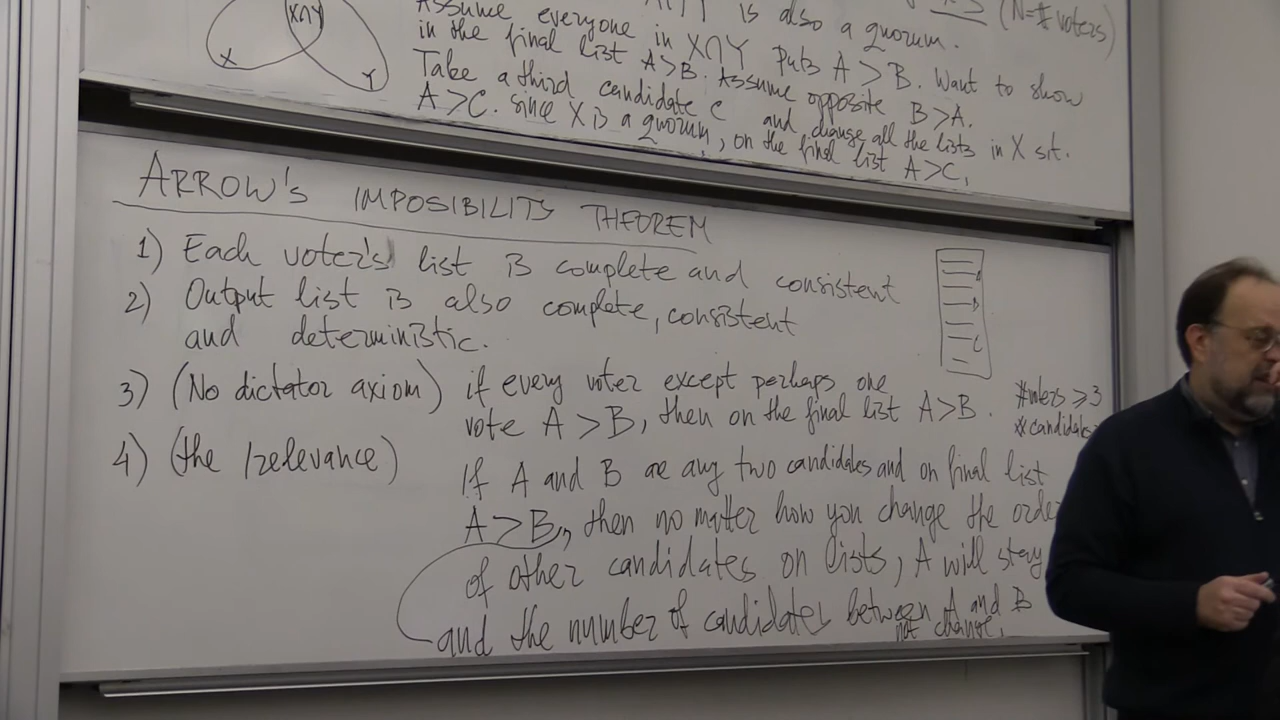 X∩Y
X
Y
is also a quorum. (N=# voters)
Assume everyone in X∩Y puts A > B. Want to show
in the final list A>B. Assume opposite B>A.
Take a third candidate C and change all the lists in X s.t.
A>C. Since X is a quorum, on the final list A>C,
ARROW'S IMPOSIBILITY THEOREM
1) Each voter's list is complete and consistent
2) Output list is also complete, consistent
and deterministic.
3) (No dictator axiom) if every voter except perhaps one
vote A > B, then on the final list A>B.
#voters ≥3
4) (the Irelevance) If A and B are any two candidates and on final list
A > B, then no matter how you change the orde
of other candidates on lists, A will stay
and the number of candidates between A and B
not change,